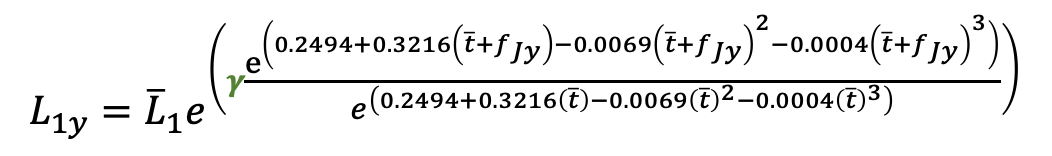 L_{1y} = \bar{L}_1 e^{\left(\gamma \frac{e^{\left(0.2494+0.3216\left(\bar{t}+f_{Jy}\right)-0.0069\left(\bar{t}+f_{Jy}\right)^2-0.0004\left(\bar{t}+f_{Jy}\right)^3\right)}}{e^{\left(0.2494+0.3216(\bar{t})-0.0069(\bar{t})^2-0.0004(\bar{t})^3\right)}}\right)}